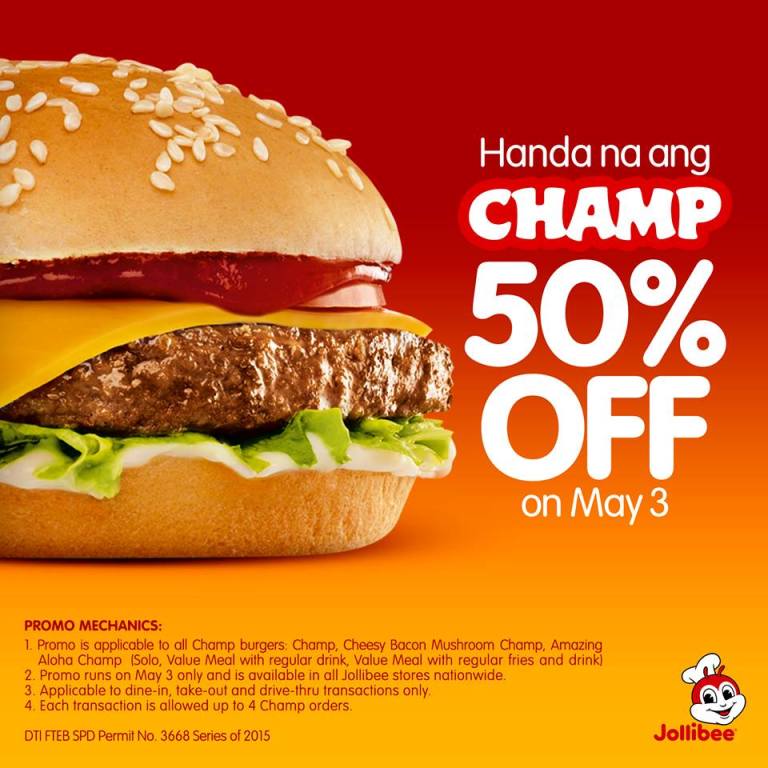 Handa na ang
CHAMP
50%
OFF
on May 3
PROMO MECHANICS:
1. Promo is applicable to all Champ burgers: Champ, Cheesy Bacon Mushroom Champ, Amazing
Aloha Champ (Solo, Value Meal with regular drink, Value Meal with regular fries and drink)
2. Promo runs on May 3 only and is available in all Jollibee stores nationwide.
3. Applicable to dine-in, take-out and drive-thru transactions only.
4. Each transaction is allowed up to 4 Champ orders.
DTI FTEB SPD Permit No. 3668 Series of 2015
Jollibee